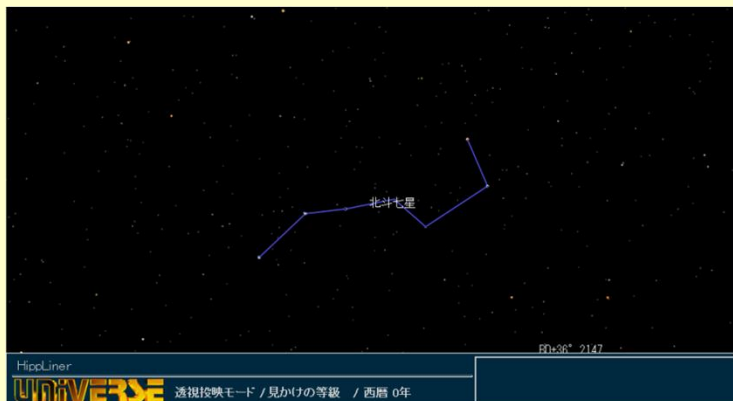 北斗七星
BD+36° 2147
HippLiner
UNIVERSE
透視投映モード / 見かけの等級 / 西暦 0年